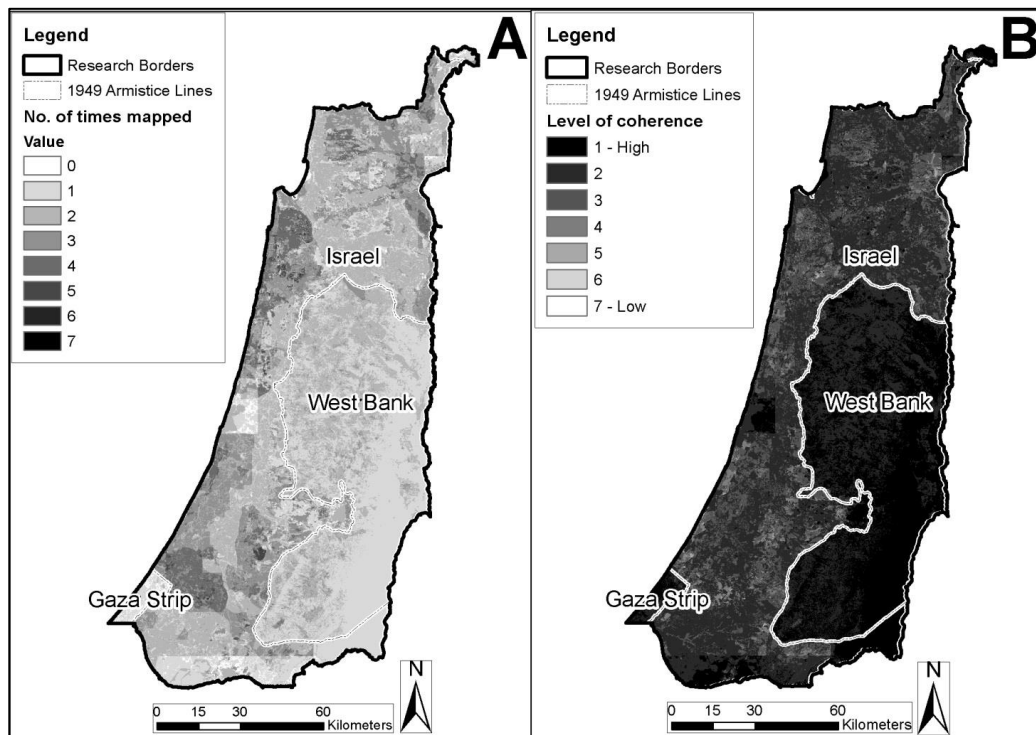 A
Legend
Research Borders
1949 Armistice Lines
No. of times mapped
Value
0
1
2
3
4
5
6
7
Israel
West Bank
Gaza Strip
N
0 15 30 60
Kilometers
B
Legend
Research Borders
1949 Armistice Lines
Level of coherence
1 - High
2
3
4
5
6
7 - Low
Israel
West Bank
Gaza Strip
N
0 15 30 60
Kilometers